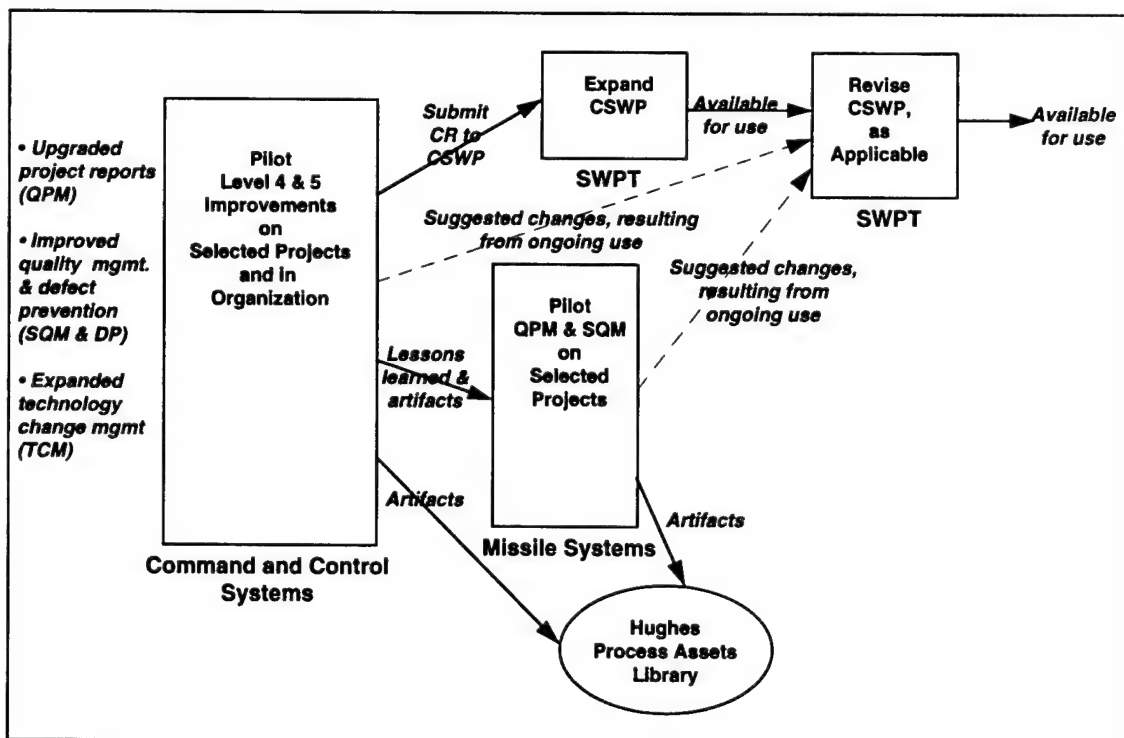 • Upgraded
project reports
(QPM)
• Improved
quality mgmt.
& defect
prevention
(SQM & DP)
• Expanded
technology
change mgmt
(TCM)
Pilot
Level 4 & 5
Improvements
on
Selected Projects
and in
Organization
Command and Control
Systems
Submit
CR to
CSWP
Expand
CSWP
SWPT
Available
for use
Revise
CSWP,
as
Applicable
SWPT
Available
for use
Suggested changes, resulting
from ongoing use
Suggested changes,
resulting from
ongoing use
Lessons
learned &
artifacts
Pilot
QPM & SQM
on
Selected
Projects
Missile Systems
Artifacts
Artifacts
Hughes
Process Assets
Library